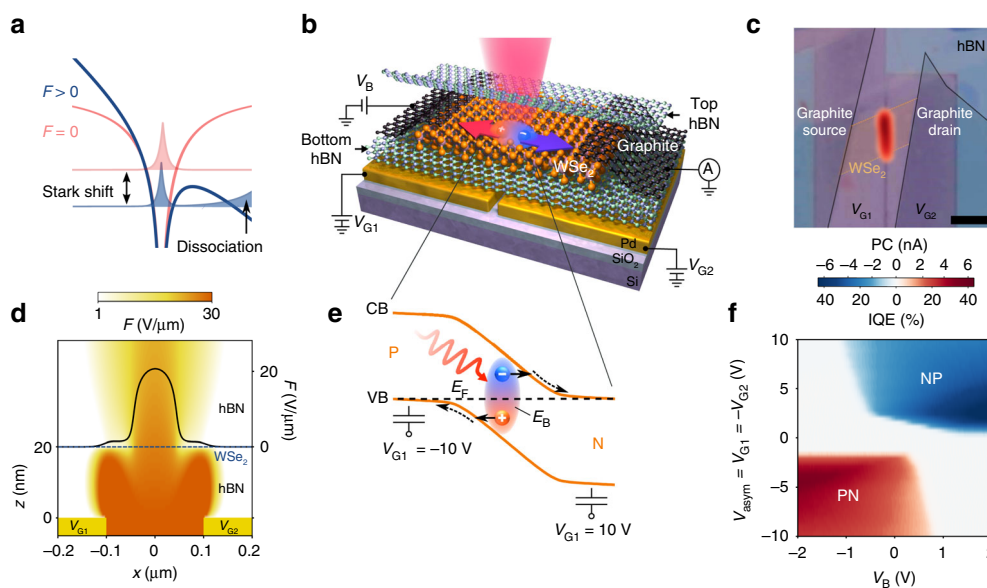 a
F > 0
F = 0
Stark shift
Dissociation
b
V_B
Bottom
hBN
Top
hBN
Graphite
WSe₂
A
V_G1
Pd
SiO₂
Si
V_G2
+
−
c
hBN
Graphite
source
Graphite
drain
WSe₂
V_G1
V_G2
PC (nA)
−6 −4 −2 0 2 4 6
40 20 0 20 40
IQE (%)
d
1 30
F (V/μm)
20
F (V/μm)
0
hBN
WSe₂
hBN
20
z (nm)
0
V_G1
V_G2
−0.2 −0.1 0 0.1 0.2
x (μm)
e
CB
P
E_F
VB
−
+
E_B
N
V_G1 = −10 V
V_G1 = 10 V
f
V_asym = V_G1 = −V_G2 (V)
10
5
0
−5
−10
NP
PN
−2 −1 0 1
V_B (V)